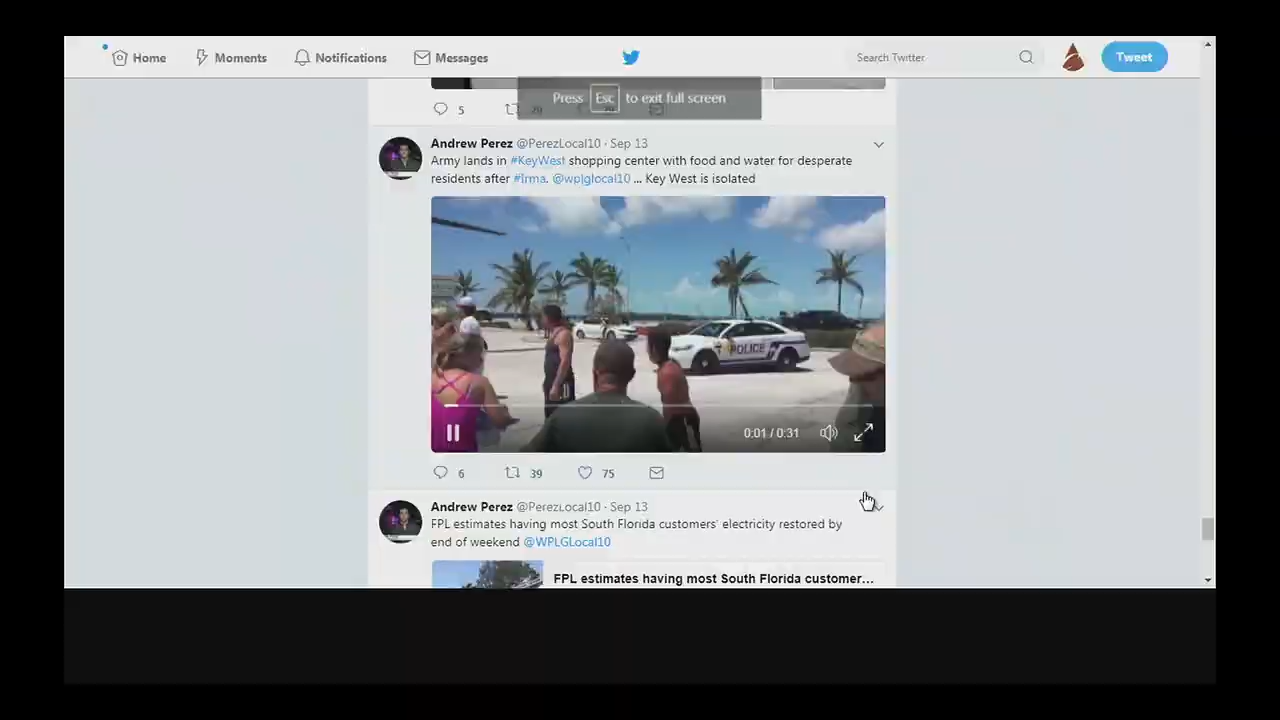 Home Moments Notifications Messages Search Twitter Tweet
Press Esc to exit full screen
5
Andrew Perez @PerezLocal10 · Sep 13
Army lands in #KeyWest shopping center with food and water for desperate
residents after #Irma. @wplglocal10 ... Key West is isolated
POLICE
0:01 / 0:31
6 39 75
Andrew Perez @PerezLocal10 · Sep 13
FPL estimates having most South Florida customers' electricity restored by
end of weekend @WPLGLocal10
FPL estimates having most South Florida customer...